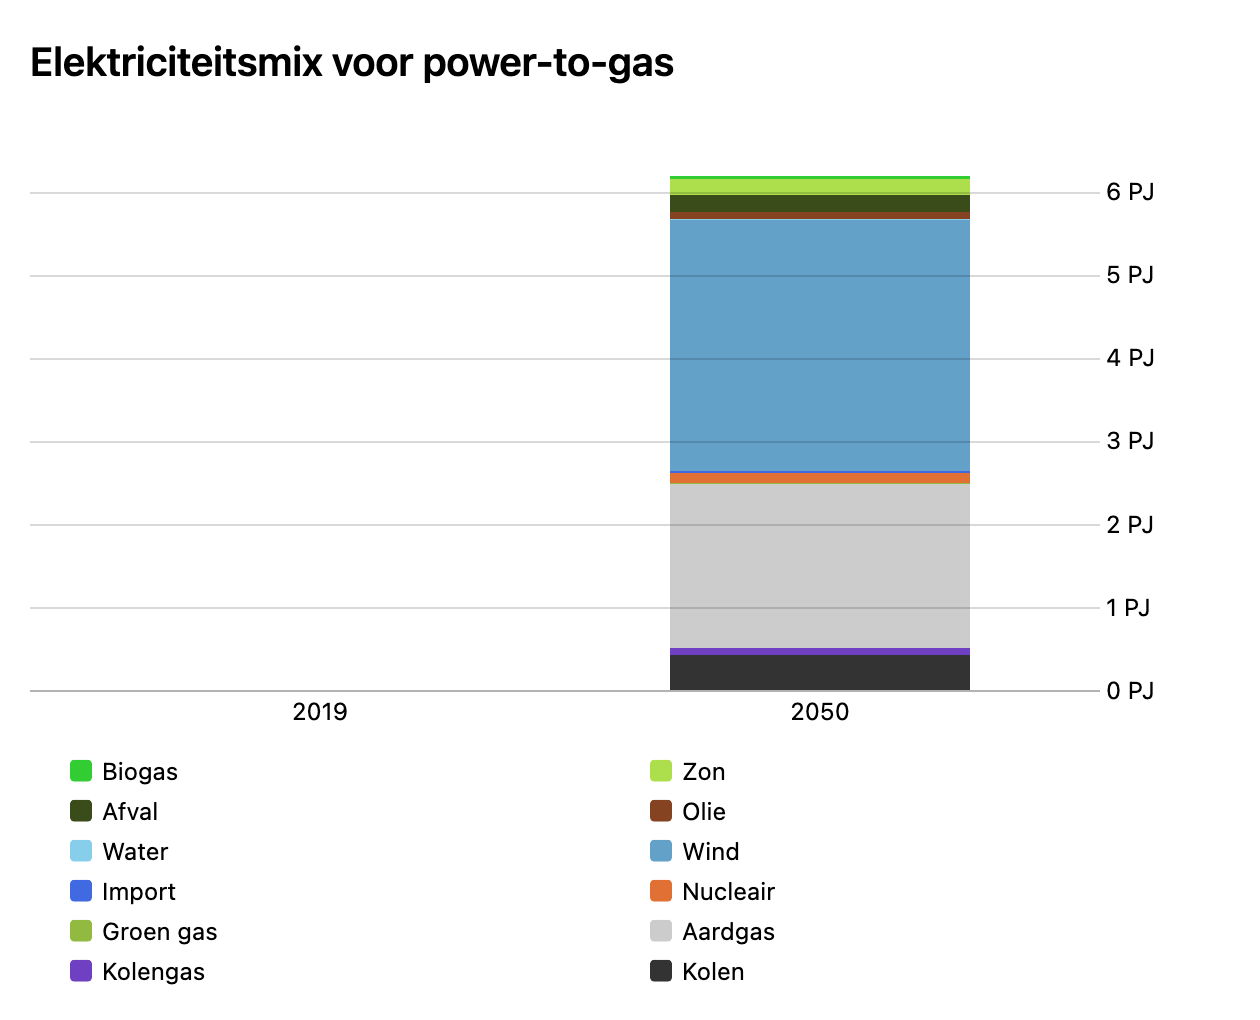 Elektriciteitsmix voor power-to-gas
6 PJ
5 PJ
4 PJ
3 PJ
2 PJ
1 PJ
0 PJ
2019 2050
Biogas Zon
Afval Olie
Water Wind
Import Nucleair
Groen gas Aardgas
Kolengas Kolen